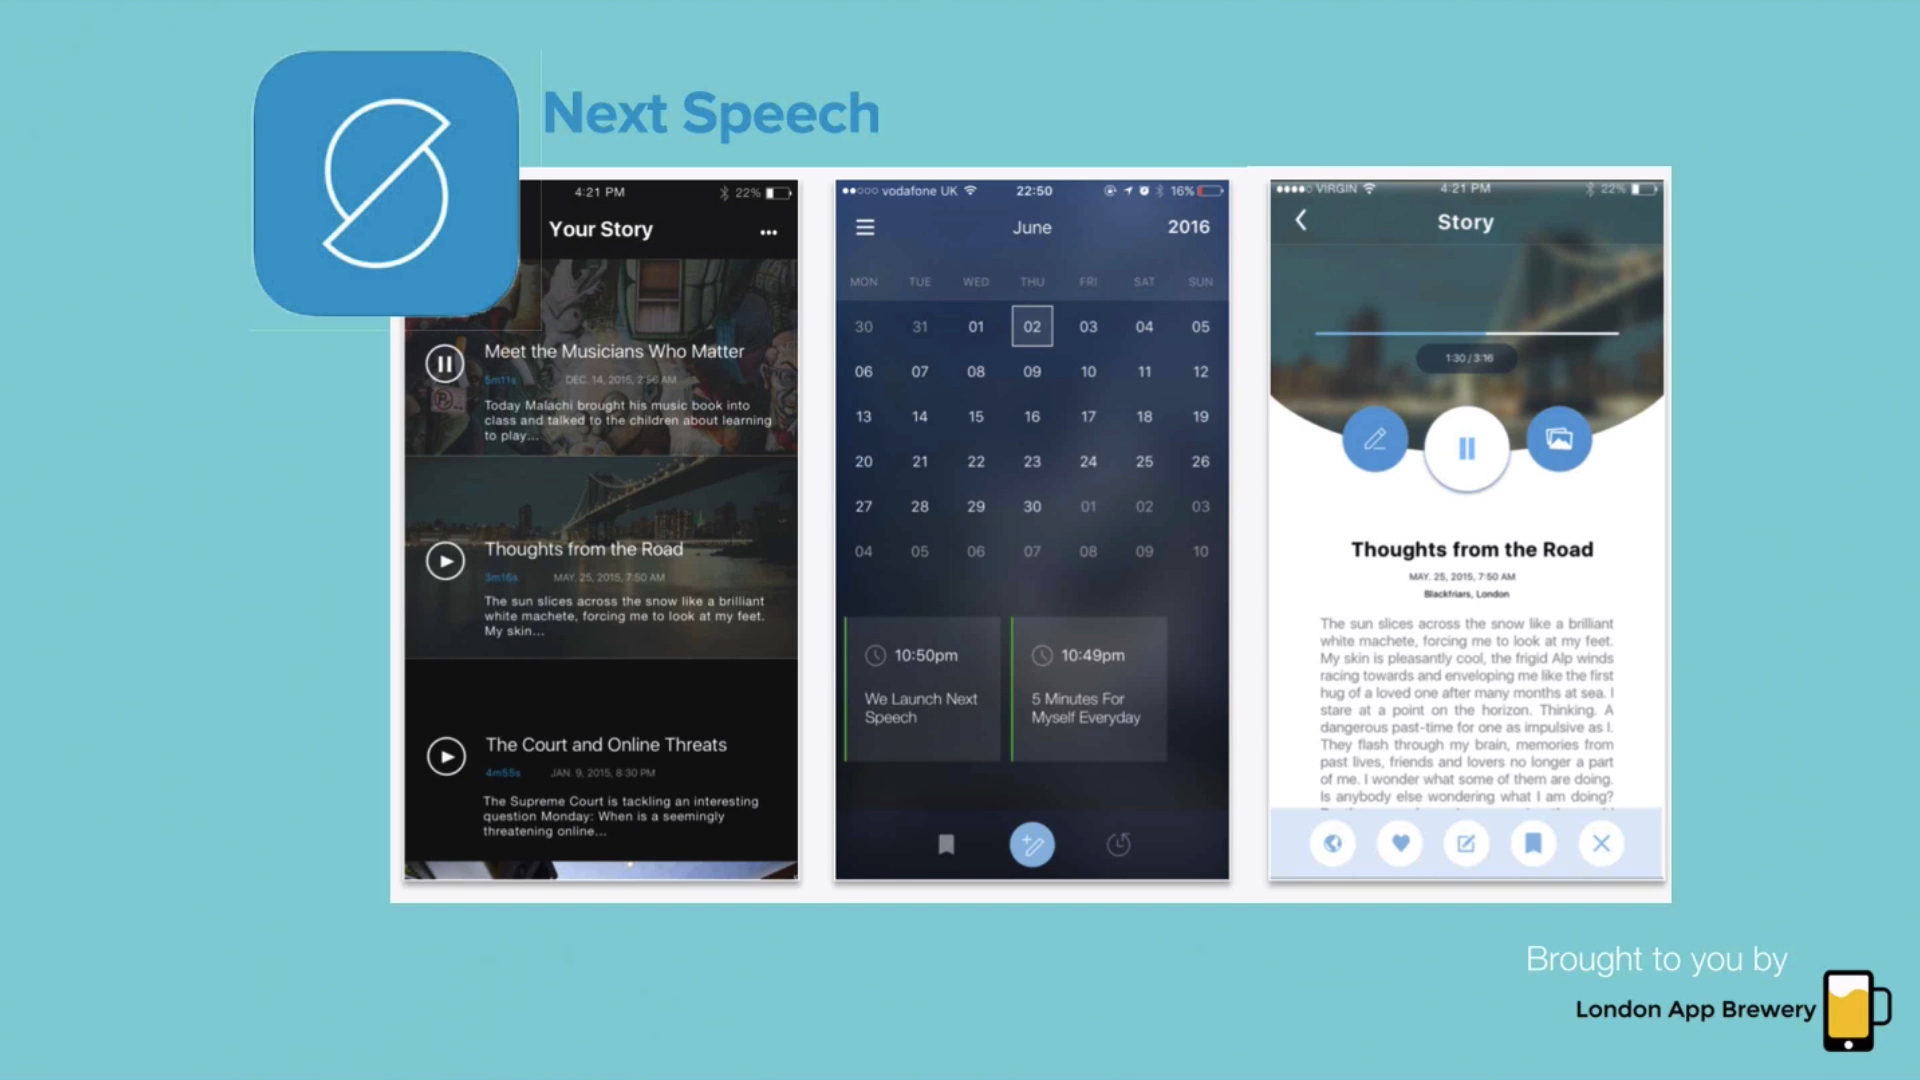 Next Speech
4:21 PM 22%
Your Story
Meet the Musicians Who Matter
5m11s DEC. 14, 2015, 2:56 AM
Today Malachi brought his music book into
class and talked to the children about learning
to play...
Thoughts from the Road
3m16s MAY. 25, 2015, 7:50 AM
The sun slices across the snow like a brilliant
white machete, forcing me to look at my feet.
My skin...
The Court and Online Threats
4m55s JAN. 9, 2015, 8:30 PM
The Supreme Court is tackling an interesting
question Monday: When is a seemingly
threatening online...
vodafone UK 22:50 16%
June 2016
MON TUE WED THU FRI SAT SUN
30 31 01 02 03 04 05
06 07 08 09 10 11 12
13 14 15 16 17 18 19
20 21 22 23 24 25 26
27 28 29 30 01 02 03
04 05 06 07 08 09 10
10:50pm
We Launch Next
Speech
10:49pm
5 Minutes For
Myself Everyday
VIRGIN 4:21 PM 22%
Story
1:30 / 3:16
Thoughts from the Road
MAY. 25, 2015, 7:50 AM
Blackfriars, London
The sun slices across the snow like a brilliant
white machete, forcing me to look at my feet.
My skin is pleasantly cool, the frigid Alp winds
racing towards and enveloping me like the first
hug of a loved one after many months at sea. I
stare at a point on the horizon. Thinking. A
dangerous past-time for one as impulsive as I.
They flash through my brain, memories from
past lives, friends and lovers no longer a part
of me. I wonder what some of them are doing.
Is anybody else wondering what I am doing?
Brought to you by
London App Brewery